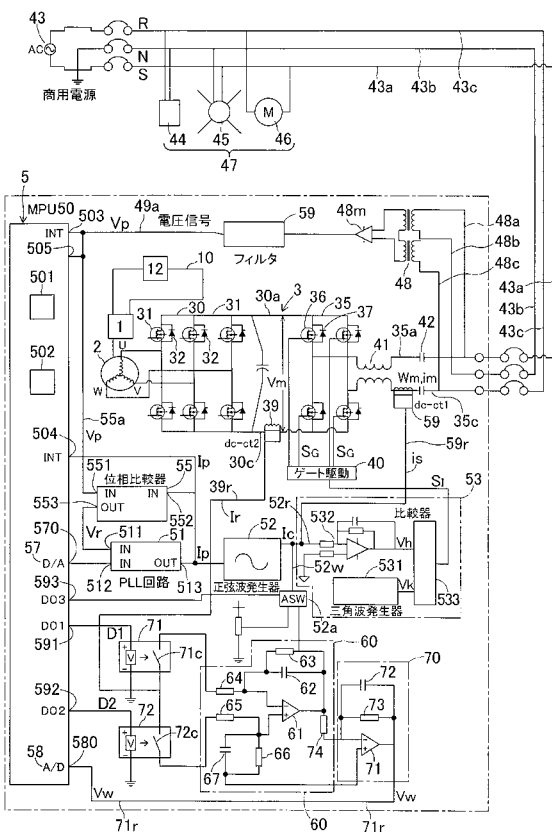 43
AC
R
N
S
商用電源
43a
43b
43c
M
44
45
46
47
5
MPU50
503
INT
505
Vp
49a
電圧信号
59
フィルタ
48m
48
48a
48b
48c
43a
43b
43c
501
502
12
10
1
U
2
W
V
31
30
31
30a
3
36
35
37
32
32
Vm
41
35a
42
Wm,im
dc-ct1
59
35c
39
dc-ct2
30c
SG
SG
ゲート駆動
40
59r
is
55a
Vp
504
INT
位相比較器
551
55
IN
IN
OUT
553
552
Ip
39r
Ir
570
Vr
511
51
57
D/A
IN
IN
OUT
512
PLL回路
513
Ip
52
正弦波発生器
Ic
52r
532
52w
ASW
52a
SI
53
比較器
Vh
531
Vk
三角波発生器
533
593
DO3
DO1
591
D1
71
V
71c
592
DO2
D2
72
V
72c
58
A/D
580
Vw
71r
60
63
62
64
65
61
66
67
74
60
70
72
73
71
Vw
71r